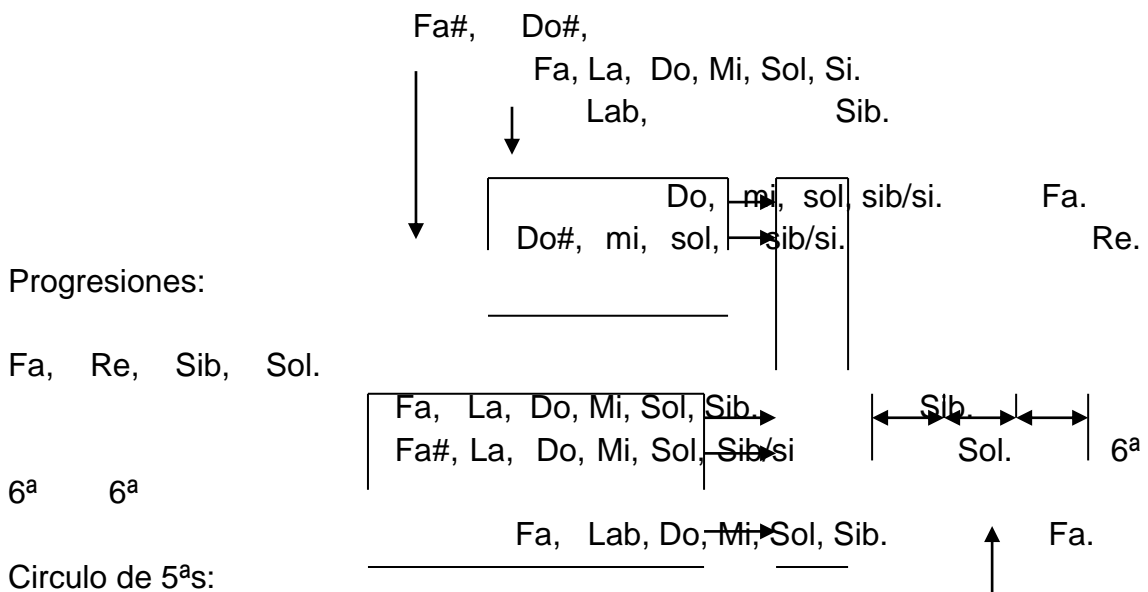 Fa#, Do#,
Fa, La, Do, Mi, Sol, Si.
Lab, Sib.
Do, mi, sol, sib/si. Fa.
Do#, mi, sol, sib/si. Re.
Progresiones:
Fa, Re, Sib, Sol.
Fa, La, Do, Mi, Sol, Sib. Sib.
Fa#, La, Do, Mi, Sol, Sib/si Sol. 6ª
6ª 6ª
Fa, Lab, Do, Mi, Sol, Sib. Fa.
Circulo de 5ªs: